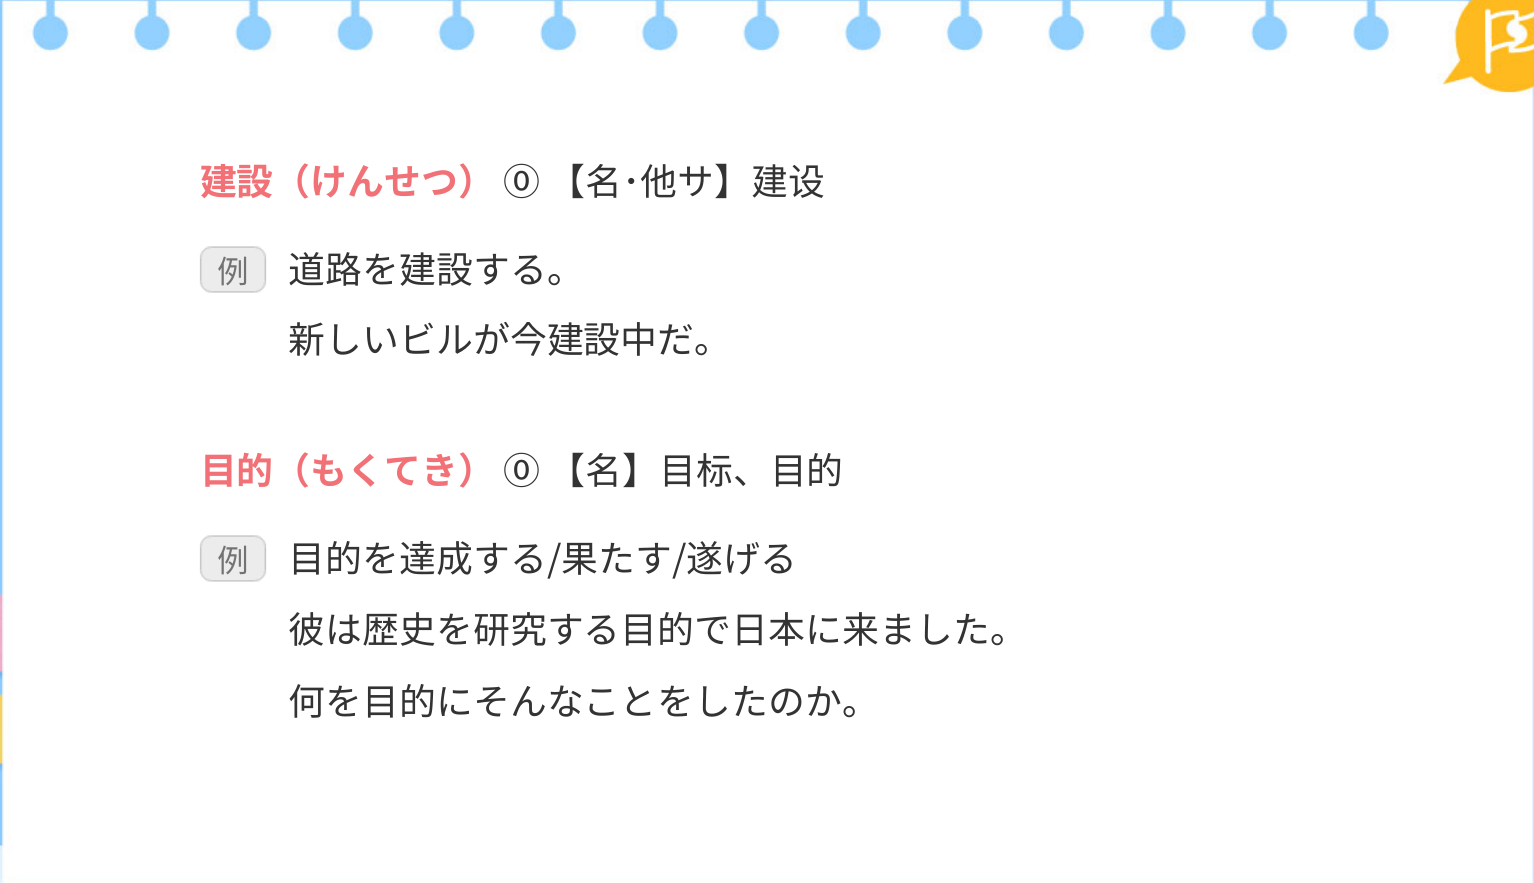 建設（けんせつ） ⓪ 【名·他サ】建设
例 道路を建設する。
新しいビルが今建設中だ。
目的（もくてき） ⓪ 【名】目标、目的
例 目的を達成する/果たす/遂げる
彼は歴史を研究する目的で日本に来ました。
何を目的にそんなことをしたのか。